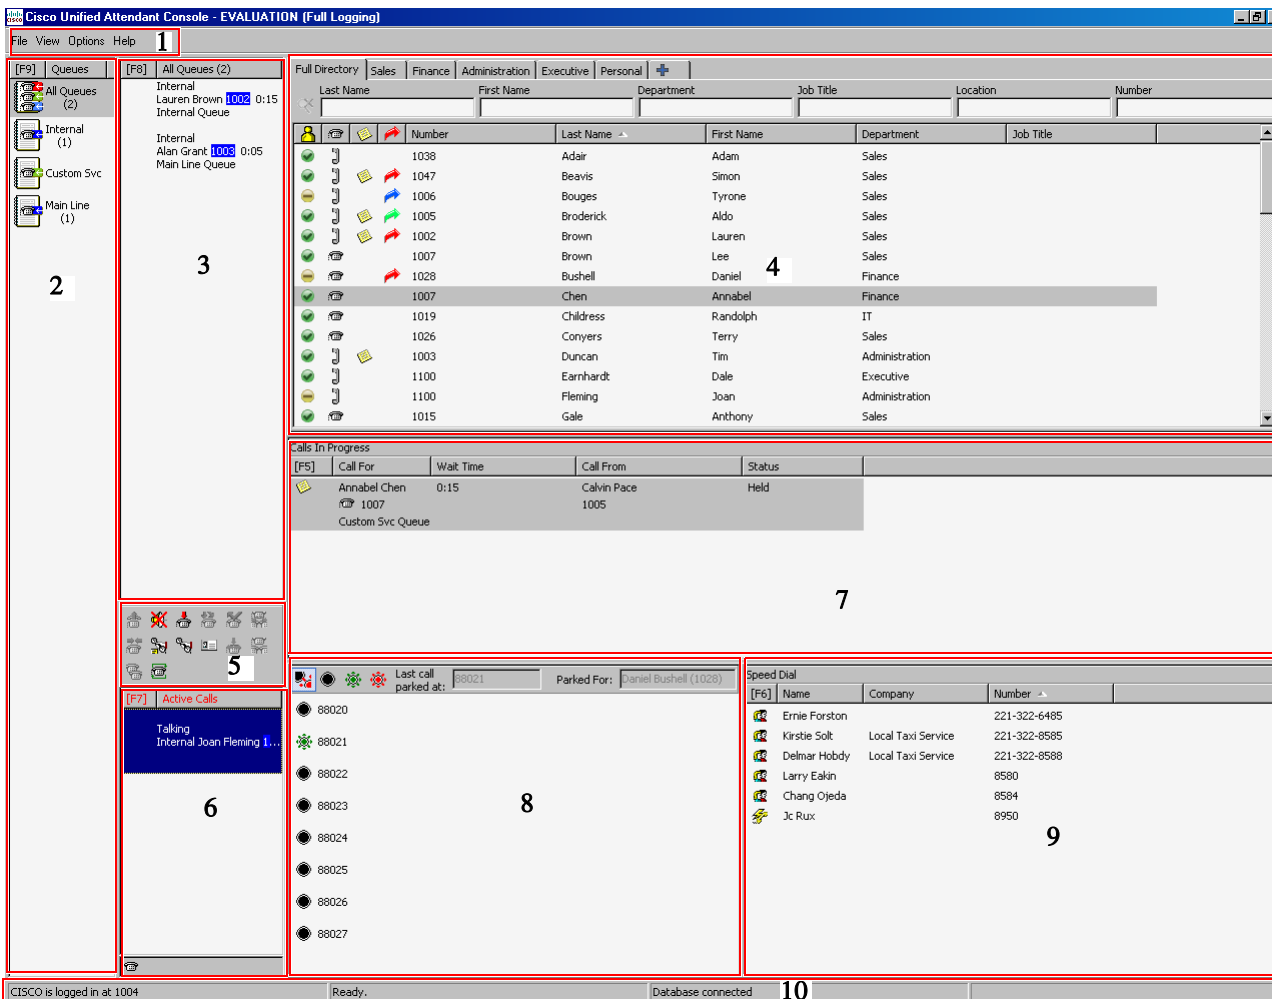 Cisco Unified Attendant Console - EVALUATION (Full Logging)
File View Options Help 1
[F9] Queues
All Queues
(2)
Internal
(1)
Custom Svc
Main Line
(1)
2
[F8] All Queues (2)
Internal
Lauren Brown 1002 0:15
Internal Queue
Internal
Alan Grant 1003 0:05
Main Line Queue
3
Full Directory Sales Finance Administration Executive Personal
Last Name First Name Department Job Title Location Number
Number Last Name First Name Department Job Title
1038 Adair Adam Sales
1047 Beavis Simon Sales
1006 Bouges Tyrone Sales
1005 Broderick Aldo Sales
1002 Brown Lauren Sales
1007 Brown Lee Sales
1028 Bushell Daniel Finance
1007 Chen Annabel Finance
1019 Childress Randolph IT
1026 Conyers Terry Sales
1003 Duncan Tim Administration
1100 Earnhardt Dale Executive
1100 Fleming Joan Administration
1015 Gale Anthony Sales
4
Calls In Progress
[F5] Call For Wait Time Call From Status
Annabel Chen 0:15 Calvin Pace Held
1007 1005
Custom Svc Queue
7
5
[F7] Active Calls
Talking
Internal Joan Fleming 1...
6
Last call
parked at: 88021 Parked For: Daniel Bushell (1028)
88020
88021
88022
88023
88024
88025
88026
88027
8
Speed Dial
[F6] Name Company Number
Ernie Forston 221-322-6485
Kirstie Solt Local Taxi Service 221-322-8585
Delmar Hobdy Local Taxi Service 221-322-8588
Larry Eakin 8580
Chang Ojeda 8584
Jc Rux 8950
9
CISCO is logged in at 1004 Ready. Database connected 10